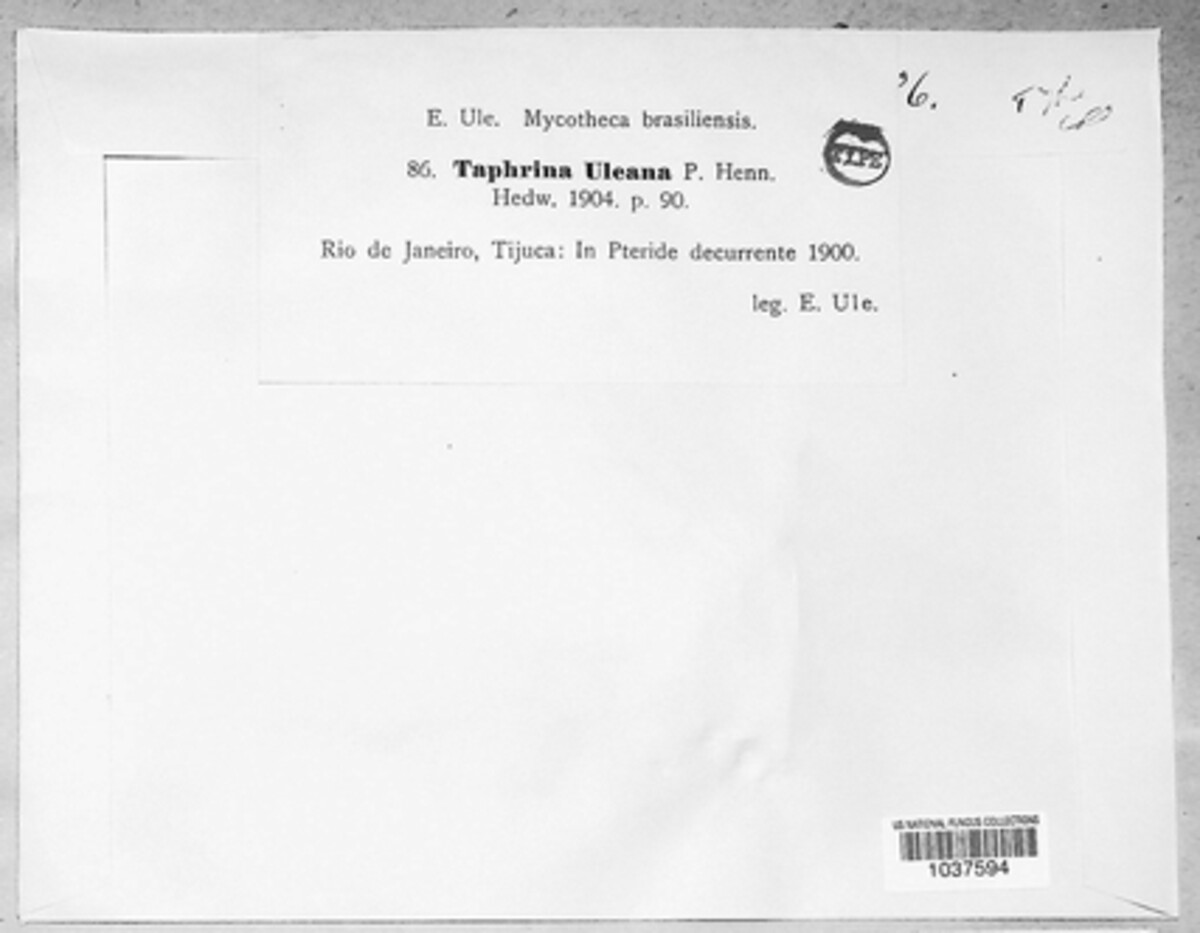 '6.
E. Ule. Mycotheca brasiliensis.
TYPE
86. Taphrina Uleana P. Henn.
Hedw. 1904. p. 90.
Rio de Janeiro, Tijuca: In Pteride decurrente 1900.
leg. E. Ule.
US NATIONAL FUNGUS COLLECTIONS
1037594